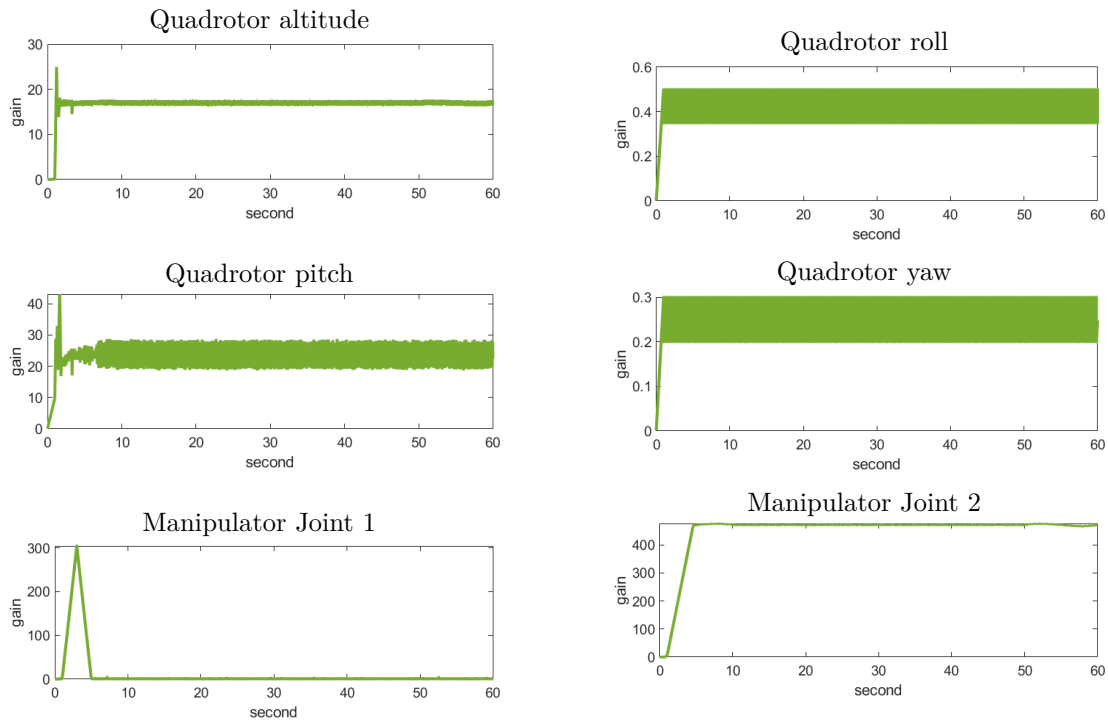 Quadrotor altitude
30
20
10
0
gain
0 10 20 30 40 50 60
second
Quadrotor roll
0.6
0.4
0.2
0
gain
0 10 20 30 40 50 60
second
Quadrotor pitch
40
30
20
10
0
gain
0 10 20 30 40 50 60
second
Quadrotor yaw
0.3
0.2
0.1
0
gain
0 10 20 30 40 50 60
second
Manipulator Joint 1
300
200
100
0
gain
0 10 20 30 40 50 60
second
Manipulator Joint 2
400
300
200
100
0
gain
0 10 20 30 40 50 60
second